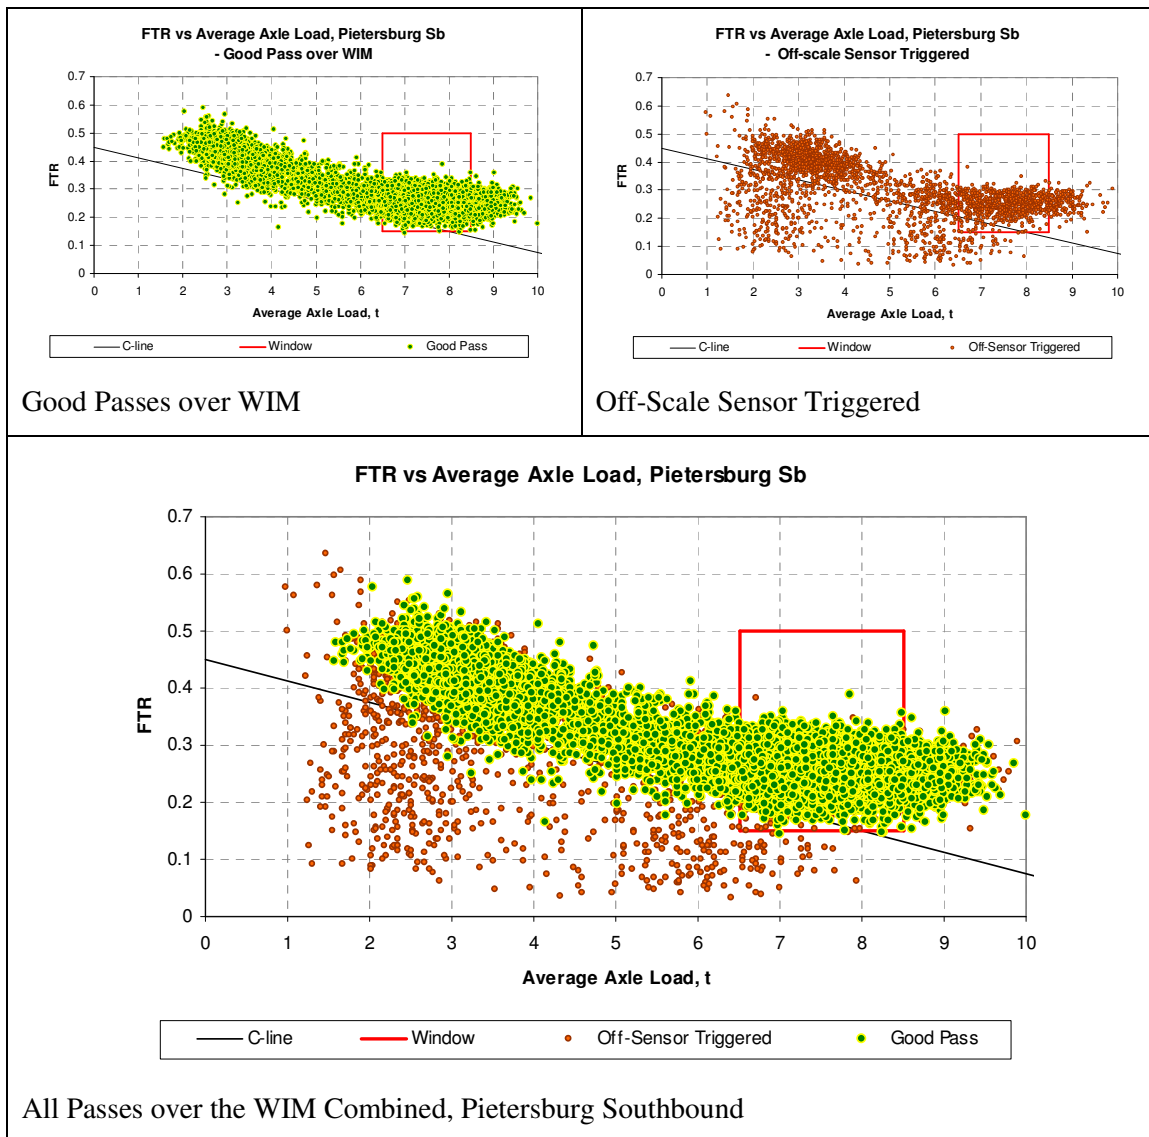 FTR vs Average Axle Load, Pietersburg Sb
- Good Pass over WIM
0.7
0.6
0.5
0.4
0.3
0.2
0.1
0
FTR
0 1 2 3 4 5 6 7 8 9 10
Average Axle Load, t
C-line Window Good Pass
Good Passes over WIM
FTR vs Average Axle Load, Pietersburg Sb
- Off-scale Sensor Triggered
0.7
0.6
0.5
0.4
0.3
0.2
0.1
0
FTR
0 1 2 3 4 5 6 7 8 9 10
Average Axle Load, t
C-line Window Off-Sensor Triggered
Off-Scale Sensor Triggered
FTR vs Average Axle Load, Pietersburg Sb
0.7
0.6
0.5
0.4
0.3
0.2
0.1
0
FTR
0 1 2 3 4 5 6 7 8 9 10
Average Axle Load, t
C-line Window Off-Sensor Triggered Good Pass
All Passes over the WIM Combined, Pietersburg Southbound